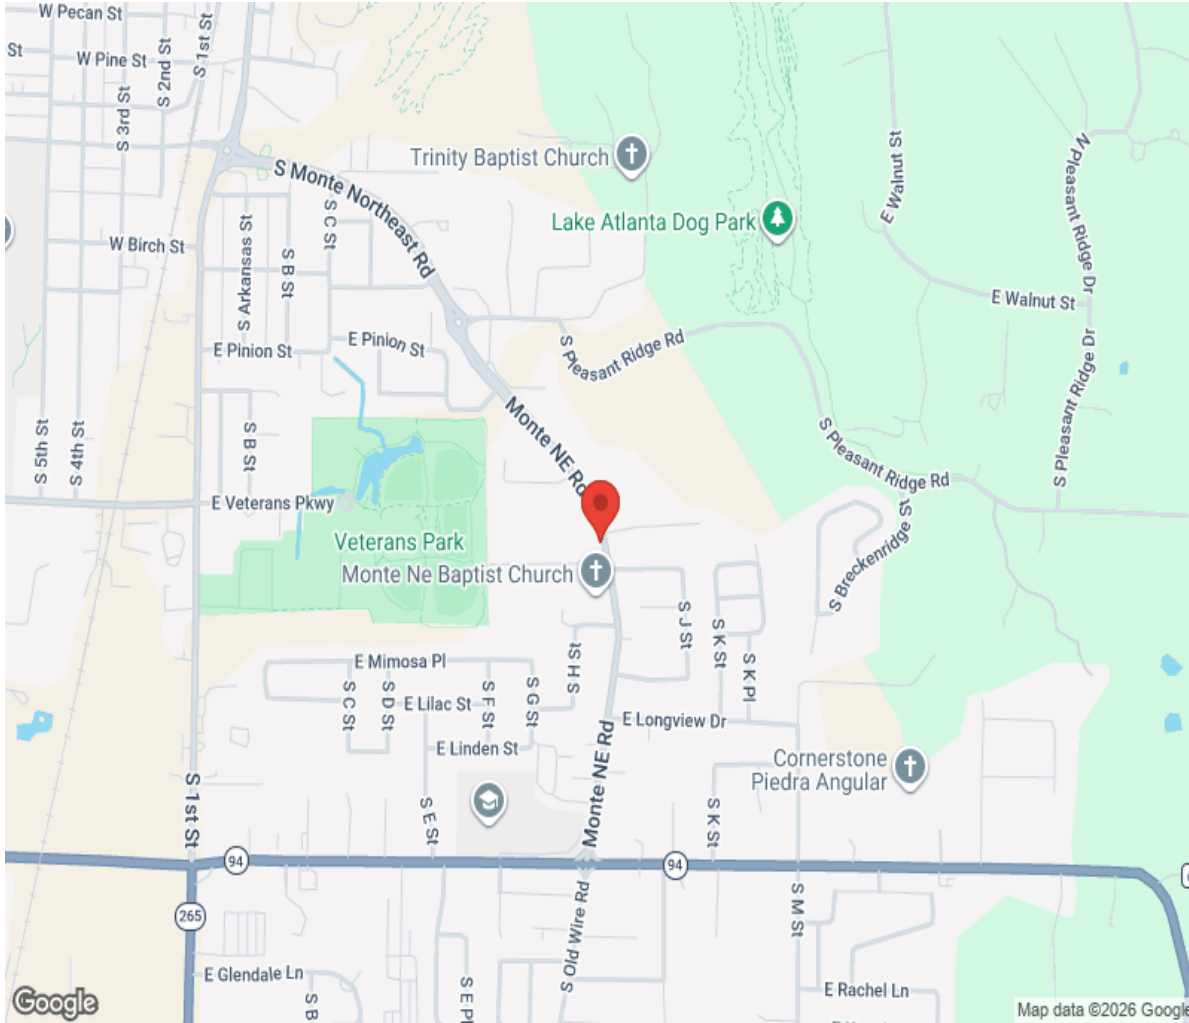 W Pecan St
St
W Pine St
S 1st St
S 2nd St
S 3rd St
Trinity Baptist Church
S Monte Northeast Rd
Lake Atlanta Dog Park
E Walnut St
N Pleasant Ridge Dr
W Birch St
S Arkansas St
S B St
S C St
E Walnut St
E Pinion St
E Pinion St
S Pleasant Ridge Rd
S Pleasant Ridge Dr
Monte NE Rd
S 5th St
S 4th St
S B St
S Pleasant Ridge Rd
E Veterans Pkwy
Veterans Park
Monte Ne Baptist Church
S Breckenridge St
S J St
S K St
S K Pl
S H St
E Mimosa Pl
S C St
S D St
E Lilac St
S F St
S G St
E Linden St
E Longview Dr
Monte NE Rd
Cornerstone
Piedra Angular
S 1st St
S E St
S K St
94
94
265
S Old Wire Rd
S M St
E Glendale Ln
S B
S E Pl
E Rachel Ln
Google
Map data ©2026 Google